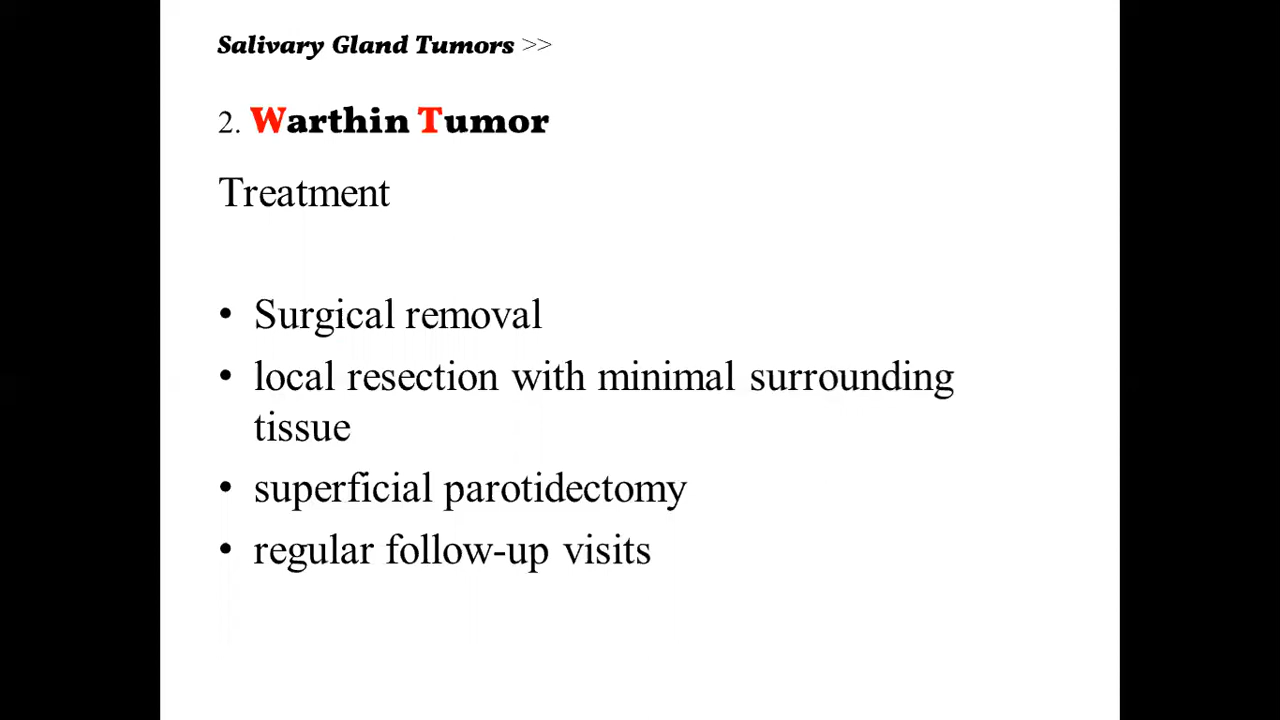 Salivary Gland Tumors >>
2. Warthin Tumor
Treatment
• Surgical removal
• local resection with minimal surrounding
tissue
• superficial parotidectomy
• regular follow-up visits